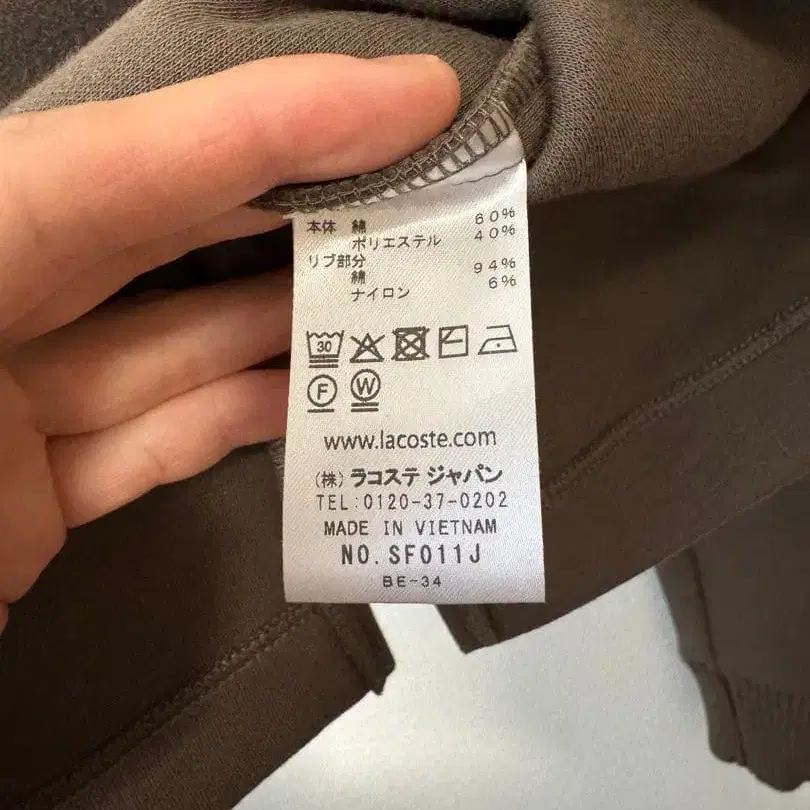 本体 綿 60%
ポリエステル 40%
リブ部分
綿 94%
ナイロン 6%
30
F W
www.lacoste.com
(株) ラコステ ジャパン
TEL:0120-37-0202
MADE IN VIETNAM
NO. SF011J
BE-34